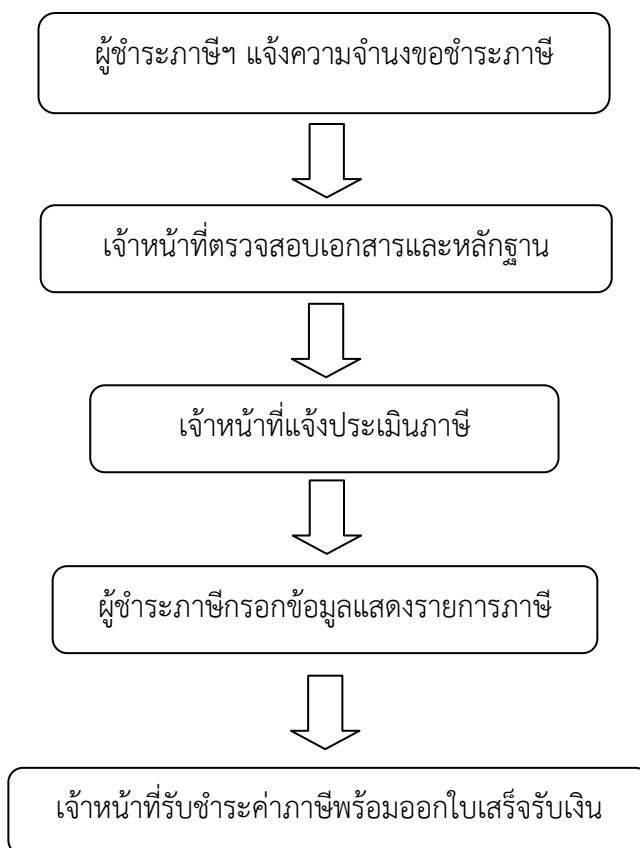 ผู้ชำระภาษีฯ แจ้งความจำนงขอชำระภาษี
เจ้าหน้าที่ตรวจสอบเอกสารและหลักฐาน
เจ้าหน้าที่แจ้งประเมินภาษี
ผู้ชำระภาษีกรอกข้อมูลแสดงรายการภาษี
เจ้าหน้าที่รับชำระค่าภาษีพร้อมออกใบเสร็จรับเงิน